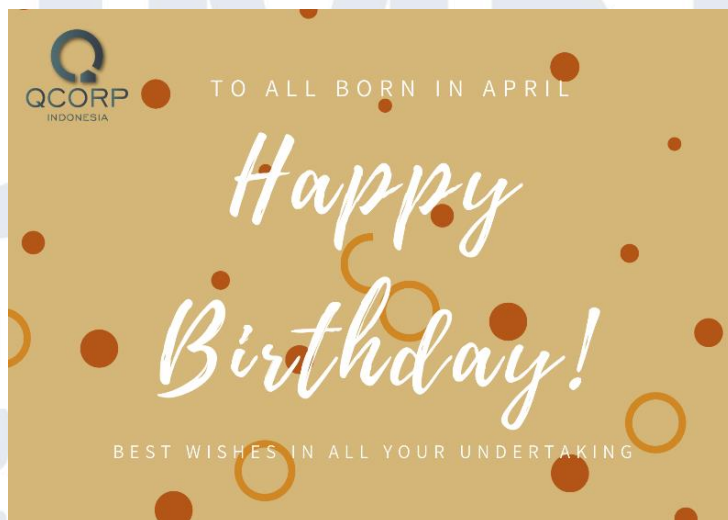 QCORP
INDONESIA
TO ALL BORN IN APRIL
Happy
Birthday!
BEST WISHES IN ALL YOUR UNDERTAKING